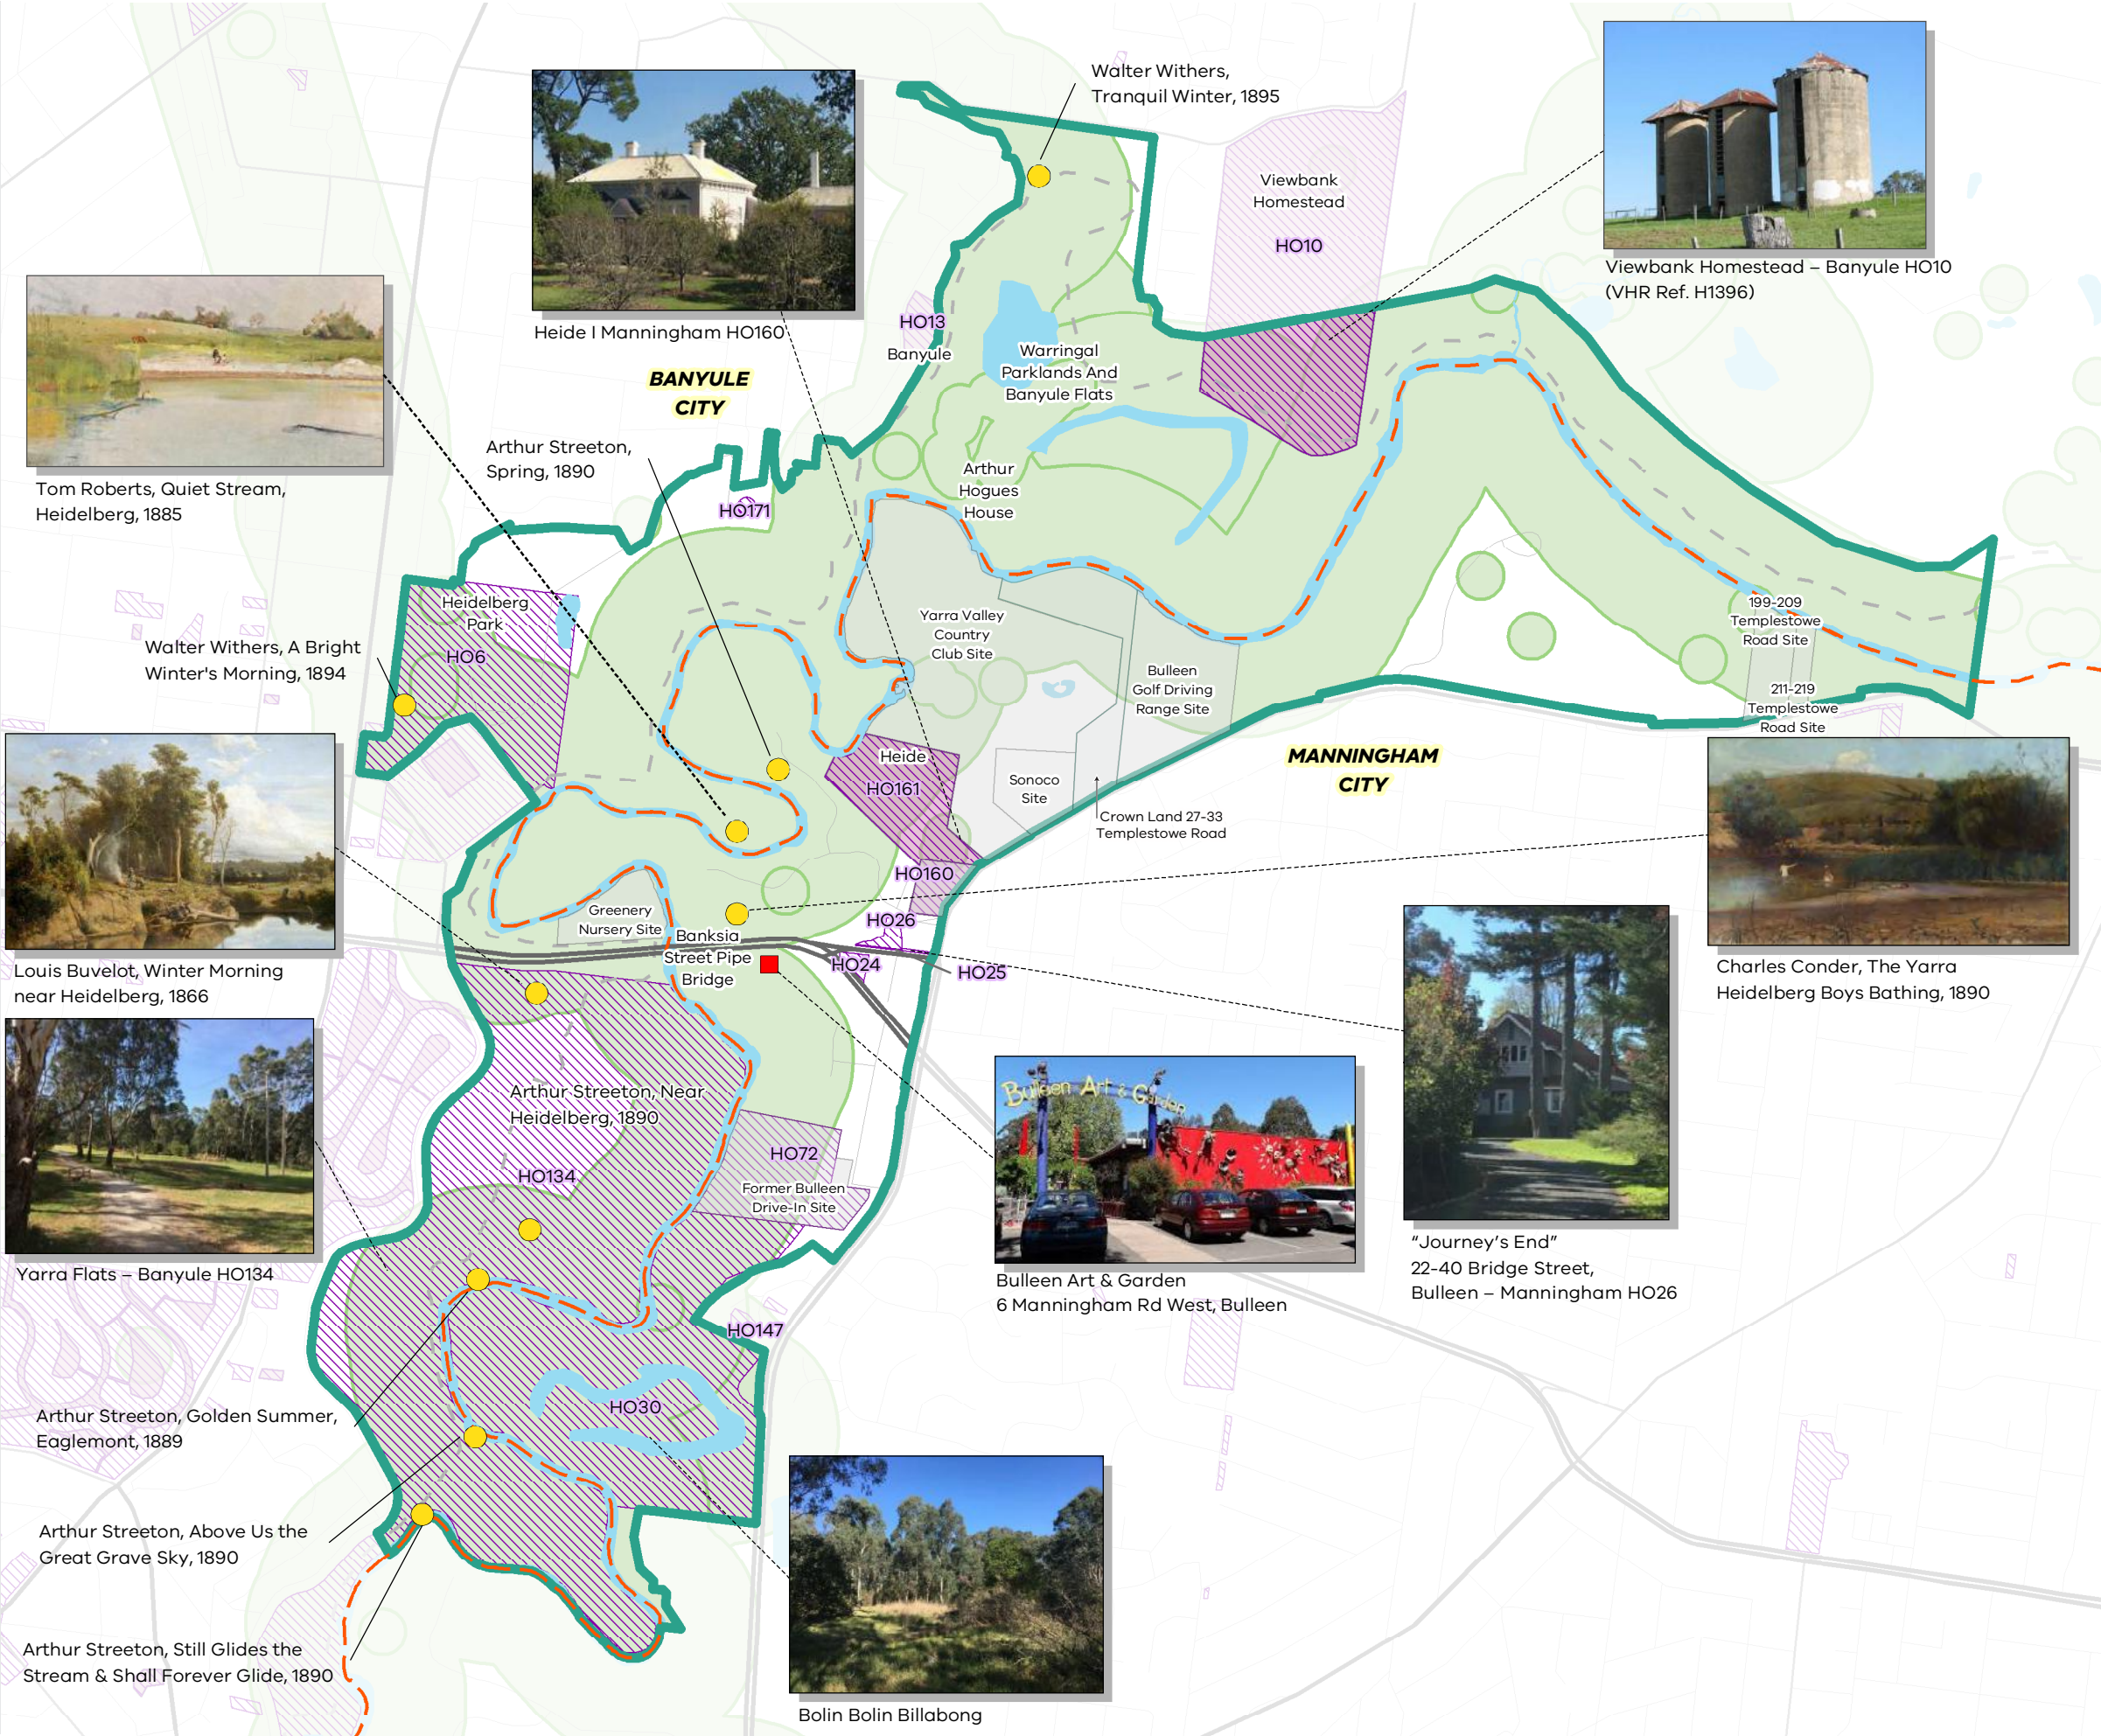 Walter Withers,
Tranquil Winter, 1895
Viewbank
Homestead
HO10
Viewbank Homestead – Banyule HO10
(VHR Ref. H1396)
Heide I Manningham HO160
HO13
Banyule
Warringal
Parklands And
Banyule Flats
BANYULE
CITY
Arthur Streeton,
Spring, 1890
Tom Roberts, Quiet Stream,
Heidelberg, 1885
HO171
Arthur
Hogues
House
Heidelberg
Park
HO6
Walter Withers, A Bright
Winter's Morning, 1894
Yarra Valley
Country
Club Site
Bulleen
Golf Driving
Range Site
199-209
Templestowe
Road Site
211-219
Templestowe
Road Site
Heide
HO161
Sonoco
Site
Crown Land 27-33
Templestowe Road
MANNINGHAM
CITY
HO160
HO26
HO24
HO25
Greenery
Nursery Site
Banksia
Street Pipe
Bridge
Louis Buvelot, Winter Morning
near Heidelberg, 1866
Charles Conder, The Yarra
Heidelberg Boys Bathing, 1890
Arthur Streeton, Near
Heidelberg, 1890
HO134
HO72
Former Bulleen
Drive-In Site
Bulleen Art & Garden
Bulleen Art & Garden
6 Manningham Rd West, Bulleen
“Journey’s End”
22-40 Bridge Street,
Bulleen – Manningham HO26
Yarra Flats – Banyule HO134
HO147
HO30
Arthur Streeton, Golden Summer,
Eaglemont, 1889
Arthur Streeton, Above Us the
Great Grave Sky, 1890
Arthur Streeton, Still Glides the
Stream & Shall Forever Glide, 1890
Bolin Bolin Billabong